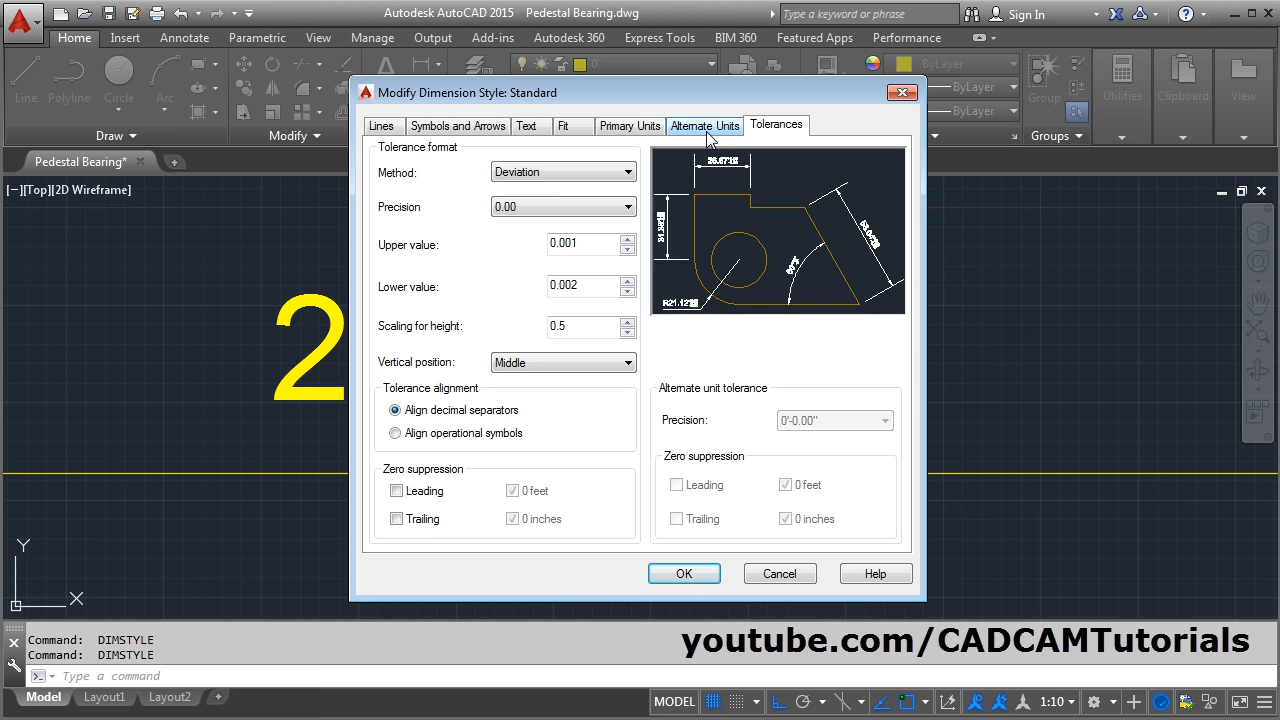 Autodesk AutoCAD 2015 Pedestal Bearing.dwg
Type a keyword or phrase
Sign In
Home Insert Annotate Parametric View Manage Output Add-ins Autodesk 360 Express Tools BIM 360 Featured Apps Performance
Line Polyline Circle Arc
0
ByLayer
ByLayer
ByLayer
Group
Utilities
Clipboard
View
Draw
Modify
Groups
Pedestal Bearing*
[−][Top][2D Wireframe]
2
Y
X
Modify Dimension Style: Standard
Lines Symbols and Arrows Text Fit Primary Units Alternate Units Tolerances
Tolerance format
Method: Deviation
Precision 0.00
Upper value: 0.001
Lower value: 0.002
Scaling for height: 0.5
Vertical position: Middle
Tolerance alignment
Align decimal separators
Align operational symbols
Zero suppression
Leading 0 feet
Trailing 0 inches
Alternate unit tolerance
Precision: 0'-0.00"
Zero suppression
Leading 0 feet
Trailing 0 inches
OK Cancel Help
Command: DIMSTYLE
Command: DIMSTYLE
Type a command
youtube.com/CADCAMTutorials
Model Layout1 Layout2
MODEL
1:10